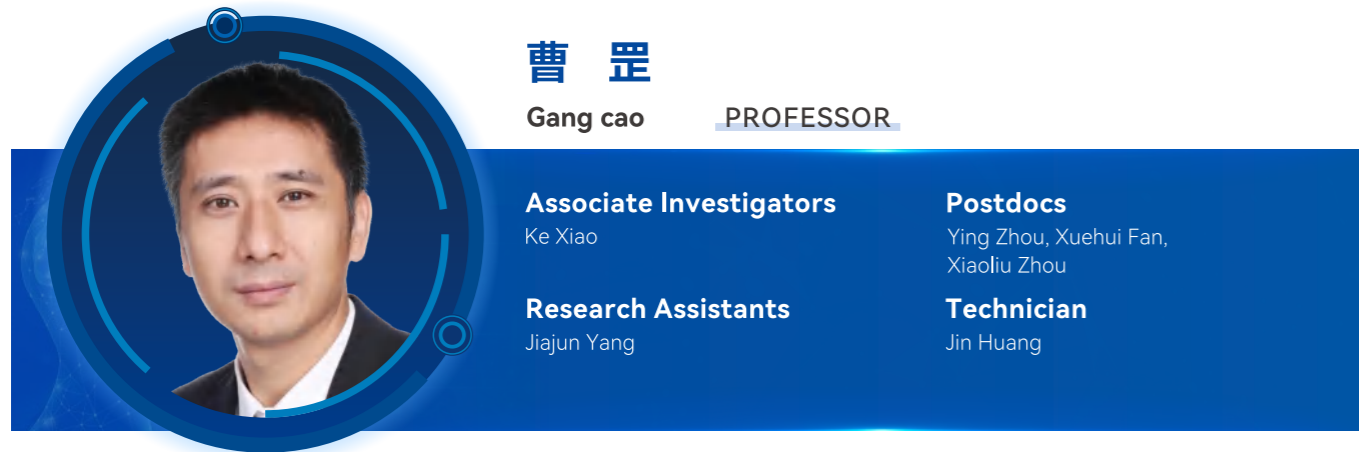 曹 罡
Gang cao
PROFESSOR
Associate Investigators
Ke Xiao
Postdocs
Ying Zhou, Xuehui Fan,
Xiaoliu Zhou
Research Assistants
Jiajun Yang
Technician
Jin Huang